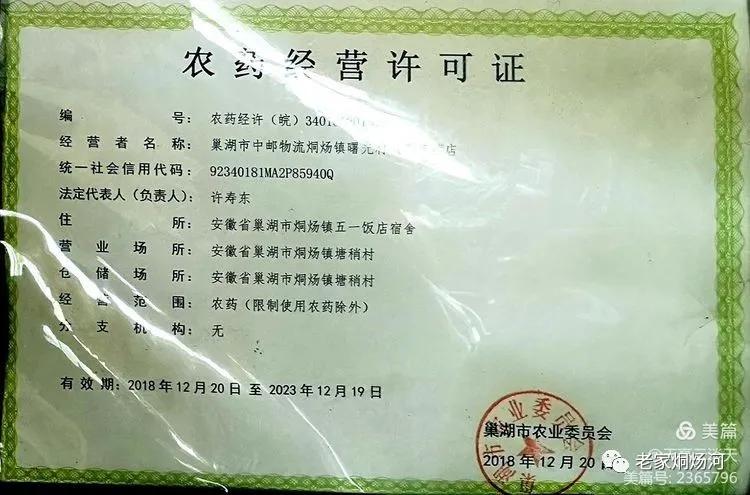 农药经营许可证
编号： 农药经许（皖）3401
经营者名称： 巢湖市中邮物流烔炀镇曙光 店
统一社会信用代码： 92340181MA2P85940Q
法定代表人（负责人）： 许寿东
住所： 安徽省巢湖市烔炀镇五一饭店宿舍
营业场所： 安徽省巢湖市烔炀镇塘稍村
仓储场所： 安徽省巢湖市烔炀镇塘稍村
经营范围： 农药（限制使用农药除外）
分支机构： 无
有效期：2018年12月20日 至 2023年12月19日
巢湖市农业委员会
2018年12月20日
美篇
老家烔炀河
美篇号: 2365796